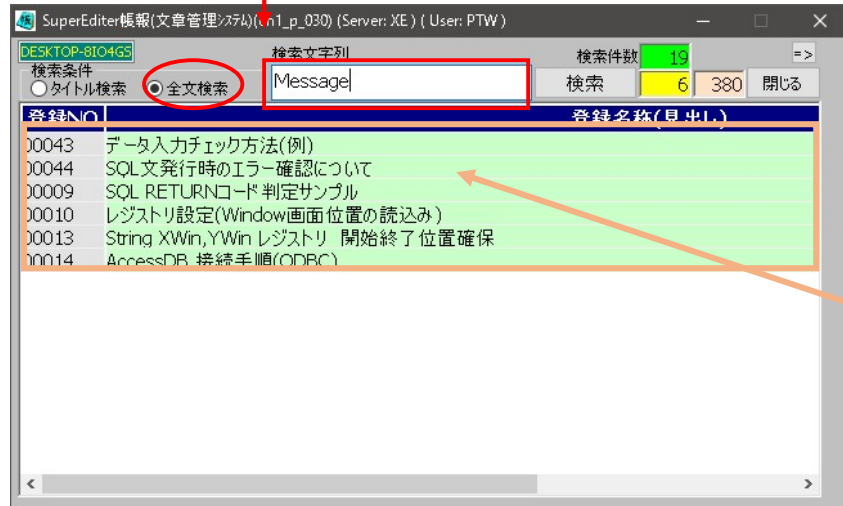 SuperEditer帳報(文章管理ｼｽﾃﾑ)( n1_p_030) (Server: XE ) ( User: PTW )
DESKTOP-8IO4GS 検索文字列 検索件数 19 =>
検索条件
タイトル検索 全文検索 Message 検索 6 380 閉じる
登録NO 登録名称(見出し)
00043 データ入力チェック方法(例)
00044 SQL文発行時のエラー確認について
00009 SQL RETURNコード判定サンプル
00010 レジストリ設定(Window画面位置の読込み)
00013 String XWin,YWin レジストリ 開始終了位置確保
00014 AccessDB 接続手順(ODBC)